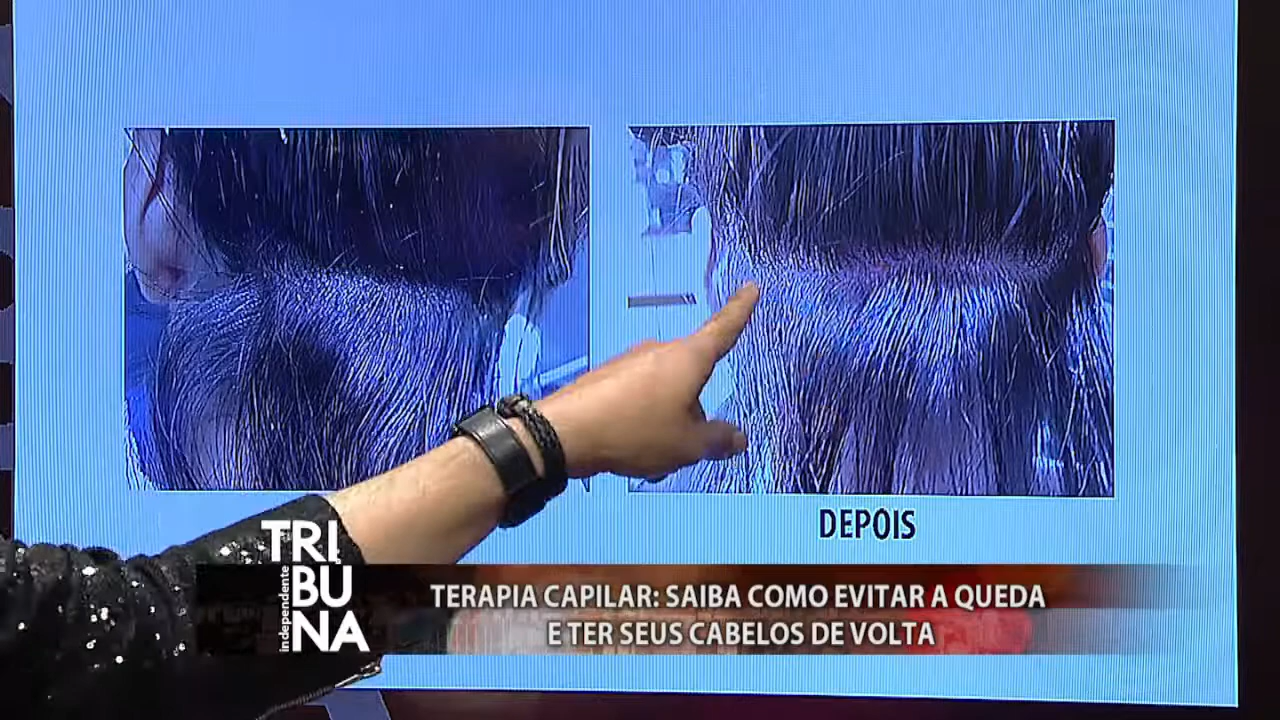 DEPOIS
TRI
BU
NA
independente
TERAPIA CAPILAR: SAIBA COMO EVITAR A QUEDA
E TER SEUS CABELOS DE VOLTA